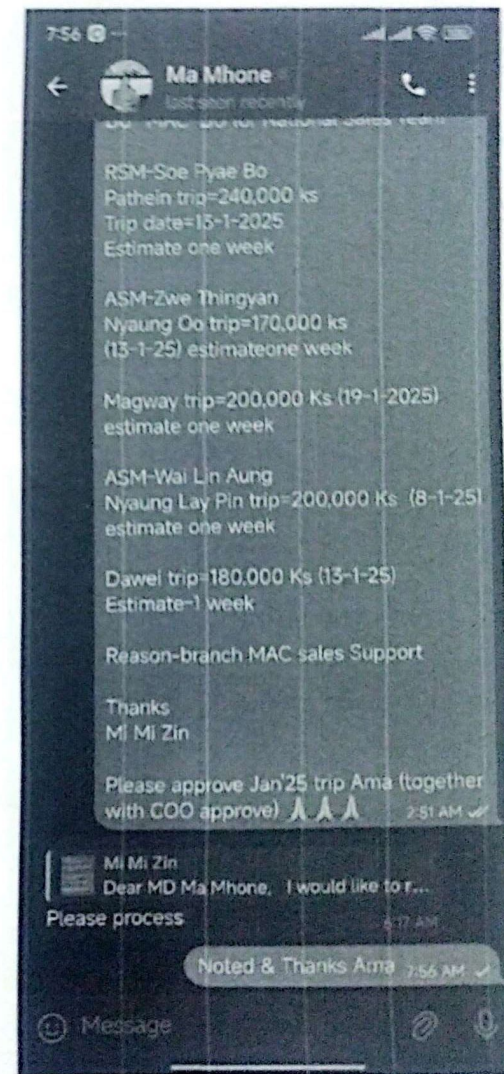 7:56
Ma Mhone
last seen recently
RSM-Soe Pyae Bo
Pathein trip=240,000 ks
Trip date=13-1-2025
Estimate one week
ASM-Zwe Thingyan
Nyaung Oo trip=170,000 ks
(13-1-25) estimateone week
Magway trip=200,000 Ks (19-1-2025)
estimate one week
ASM-Wai Lin Aung
Nyaung Lay Pin trip=200,000 Ks (8-1-25)
estimate one week
Dawei trip=180,000 Ks (13-1-25)
Estimate-1 week
Reason-branch MAC sales Support
Thanks
Mi Mi Zin
Please approve Jan'25 trip Ama (together
with COO approve) 🙏🙏🙏 2:51 AM
Mi Mi Zin
Dear MD Ma Mhone, I would like to r...
Please process 6:17 AM
Noted & Thanks Ama 7:56 AM
Message